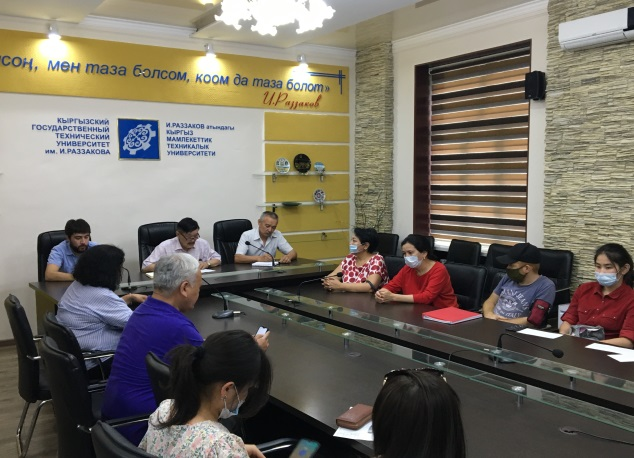 соң, мен таза болсом, коом да таза болот»
И.Раззаков
КЫРГЫЗСКИЙ
ГОСУДАРСТВЕННЫЙ
ТЕХНИЧЕСКИЙ
УНИВЕРСИТЕТ
им. И.РАЗЗАКОВА
И.РАЗЗАКОВ атындагы
КЫРГЫЗ
МАМЛЕКЕТТИК
ТЕХНИКАЛЫК
УНИВЕРСИТЕТИ